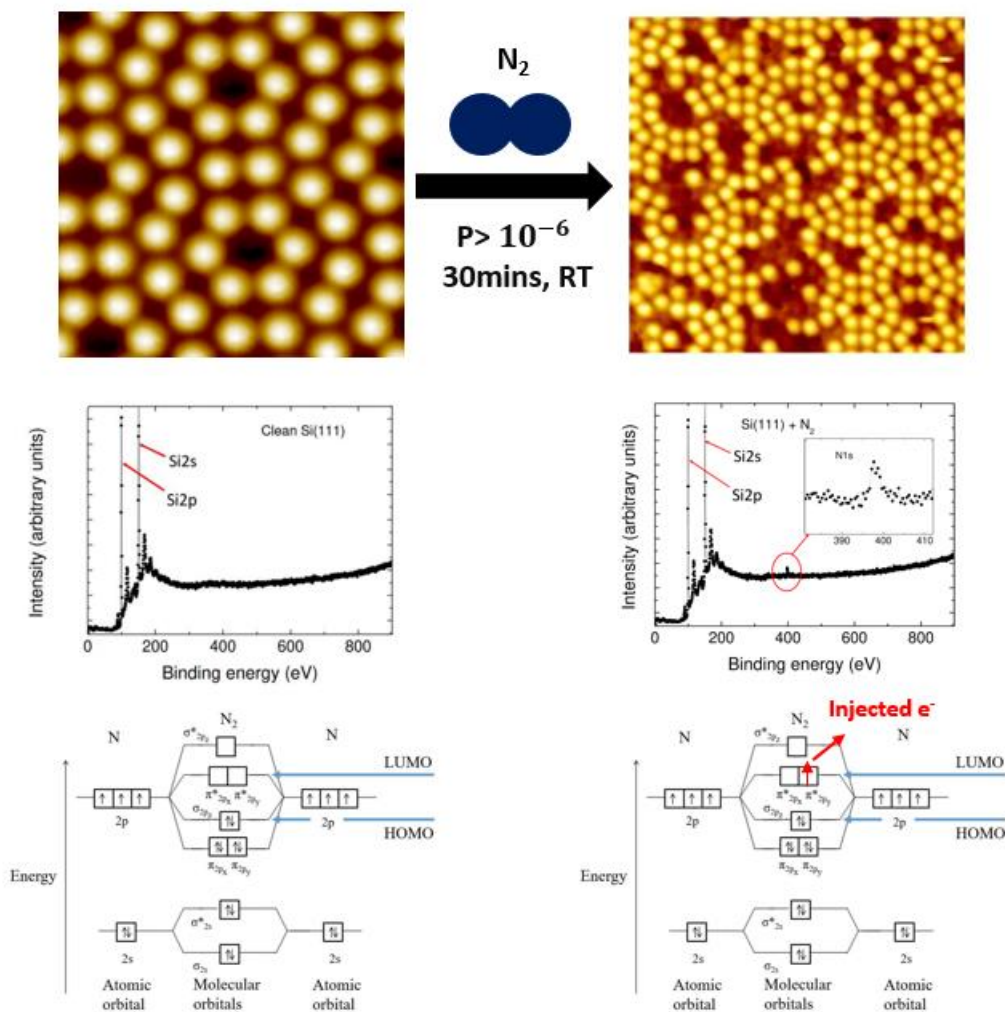 N₂
P> 10⁻⁶
30mins, RT
Clean Si(111)
Si2s
Si2p
Intensity (arbitrary units)
0 200 400 600 800
Binding energy (eV)
Si(111) + N₂
Si2s
Si2p
N1s
390 400 410
Intensity (arbitrary units)
0 200 400 600 800
Binding energy (eV)
N
N₂
N
σ*2pz
LUMO
π*2px π*2py
2p
σ2pz
2p
HOMO
π2px π2py
Energy
σ*2s
2s
2s
σ2s
Atomic orbital
Molecular orbitals
Atomic orbital
Injected e⁻
N
N₂
N
σ*2pz
LUMO
π*2px π*2py
2p
σ2pz
2p
HOMO
π2px π2py
Energy
σ*2s
2s
2s
σ2s
Atomic orbital
Molecular orbitals
Atomic orbital